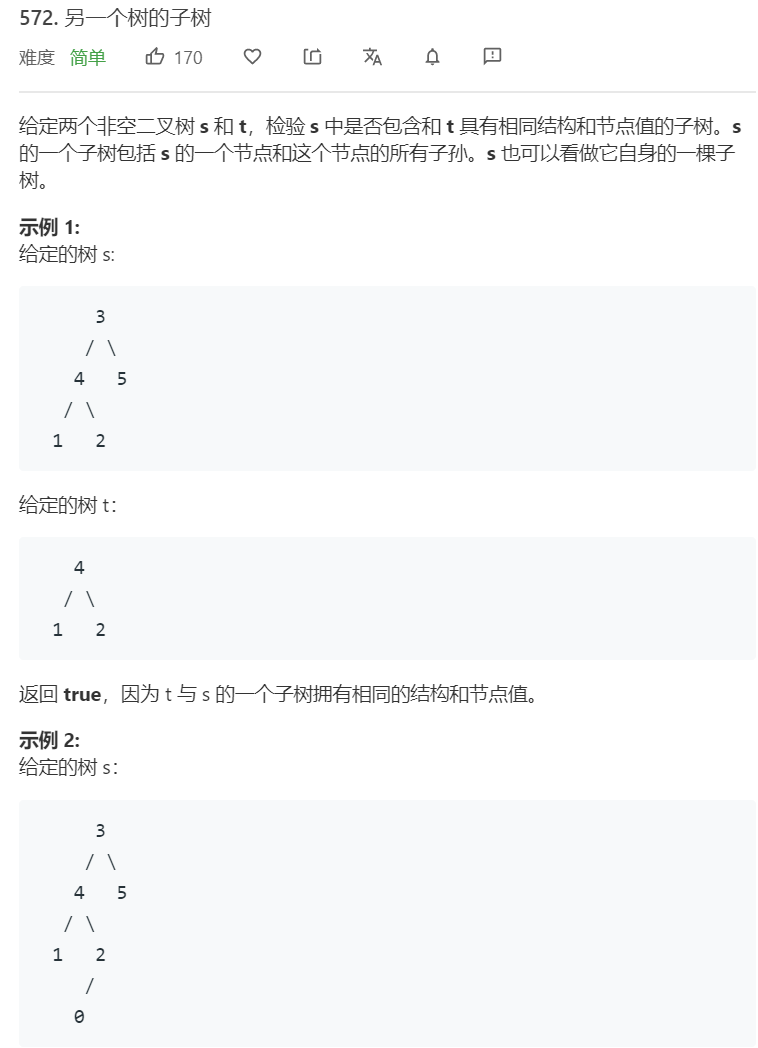 572. 另一个树的子树
难度 简单 170
给定两个非空二叉树 s 和 t，检验 s 中是否包含和 t 具有相同结构和节点值的子树。s
的一个子树包括 s 的一个节点和这个节点的所有子孙。s 也可以看做它自身的一棵子
树。
示例 1:
给定的树 s:
3
/ \
4 5
/ \
1 2
给定的树 t：
4
/ \
1 2
返回 true，因为 t 与 s 的一个子树拥有相同的结构和节点值。
示例 2:
给定的树 s：
3
/ \
4 5
/ \
1 2
/
0